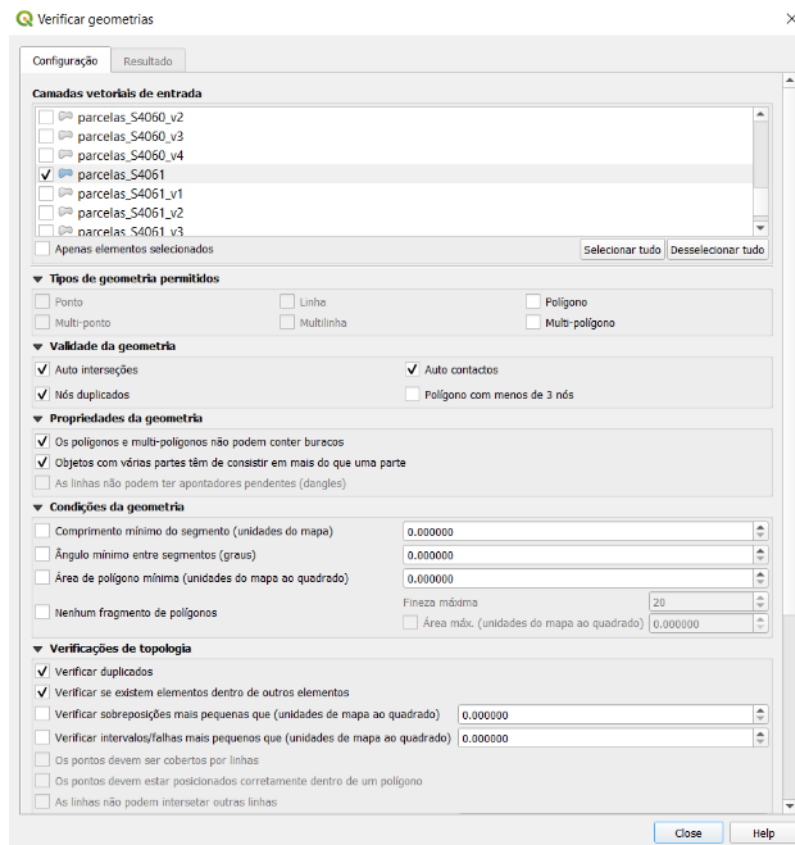 Verificar geometrias
Configuração Resultado
Camadas vetoriais de entrada
parcelas_S4060_v2
parcelas_S4060_v3
parcelas_S4060_v4
parcelas_S4061
parcelas_S4061_v1
parcelas_S4061_v2
parcelas_S4061_v3
Apenas elementos selecionados Selecionar tudo Desselecionar tudo
Tipos de geometria permitidos
Ponto Linha Polígono
Multi-ponto Multilinha Multi-polígono
Validade da geometria
Auto interseções Auto contactos
Nós duplicados Polígono com menos de 3 nós
Propriedades da geometria
Os polígonos e multi-polígonos não podem conter buracos
Objetos com várias partes têm de consistir em mais do que uma parte
As linhas não podem ter apontadores pendentes (dangles)
Condições da geometria
Comprimento mínimo do segmento (unidades do mapa) 0.000000
Ângulo mínimo entre segmentos (graus) 0.000000
Área de polígono mínima (unidades do mapa ao quadrado) 0.000000
Nenhum fragmento de polígonos Fineza máxima 20
Área máx. (unidades do mapa ao quadrado) 0.000000
Verificações de topologia
Verificar duplicados
Verificar se existem elementos dentro de outros elementos
Verificar sobreposições mais pequenas que (unidades de mapa ao quadrado) 0.000000
Verificar intervalos/falhas mais pequenos que (unidades de mapa ao quadrado) 0.000000
Os pontos devem ser cobertos por linhas
Os pontos devem estar posicionados corretamente dentro de um polígono
As linhas não podem intersetar outras linhas
Close Help